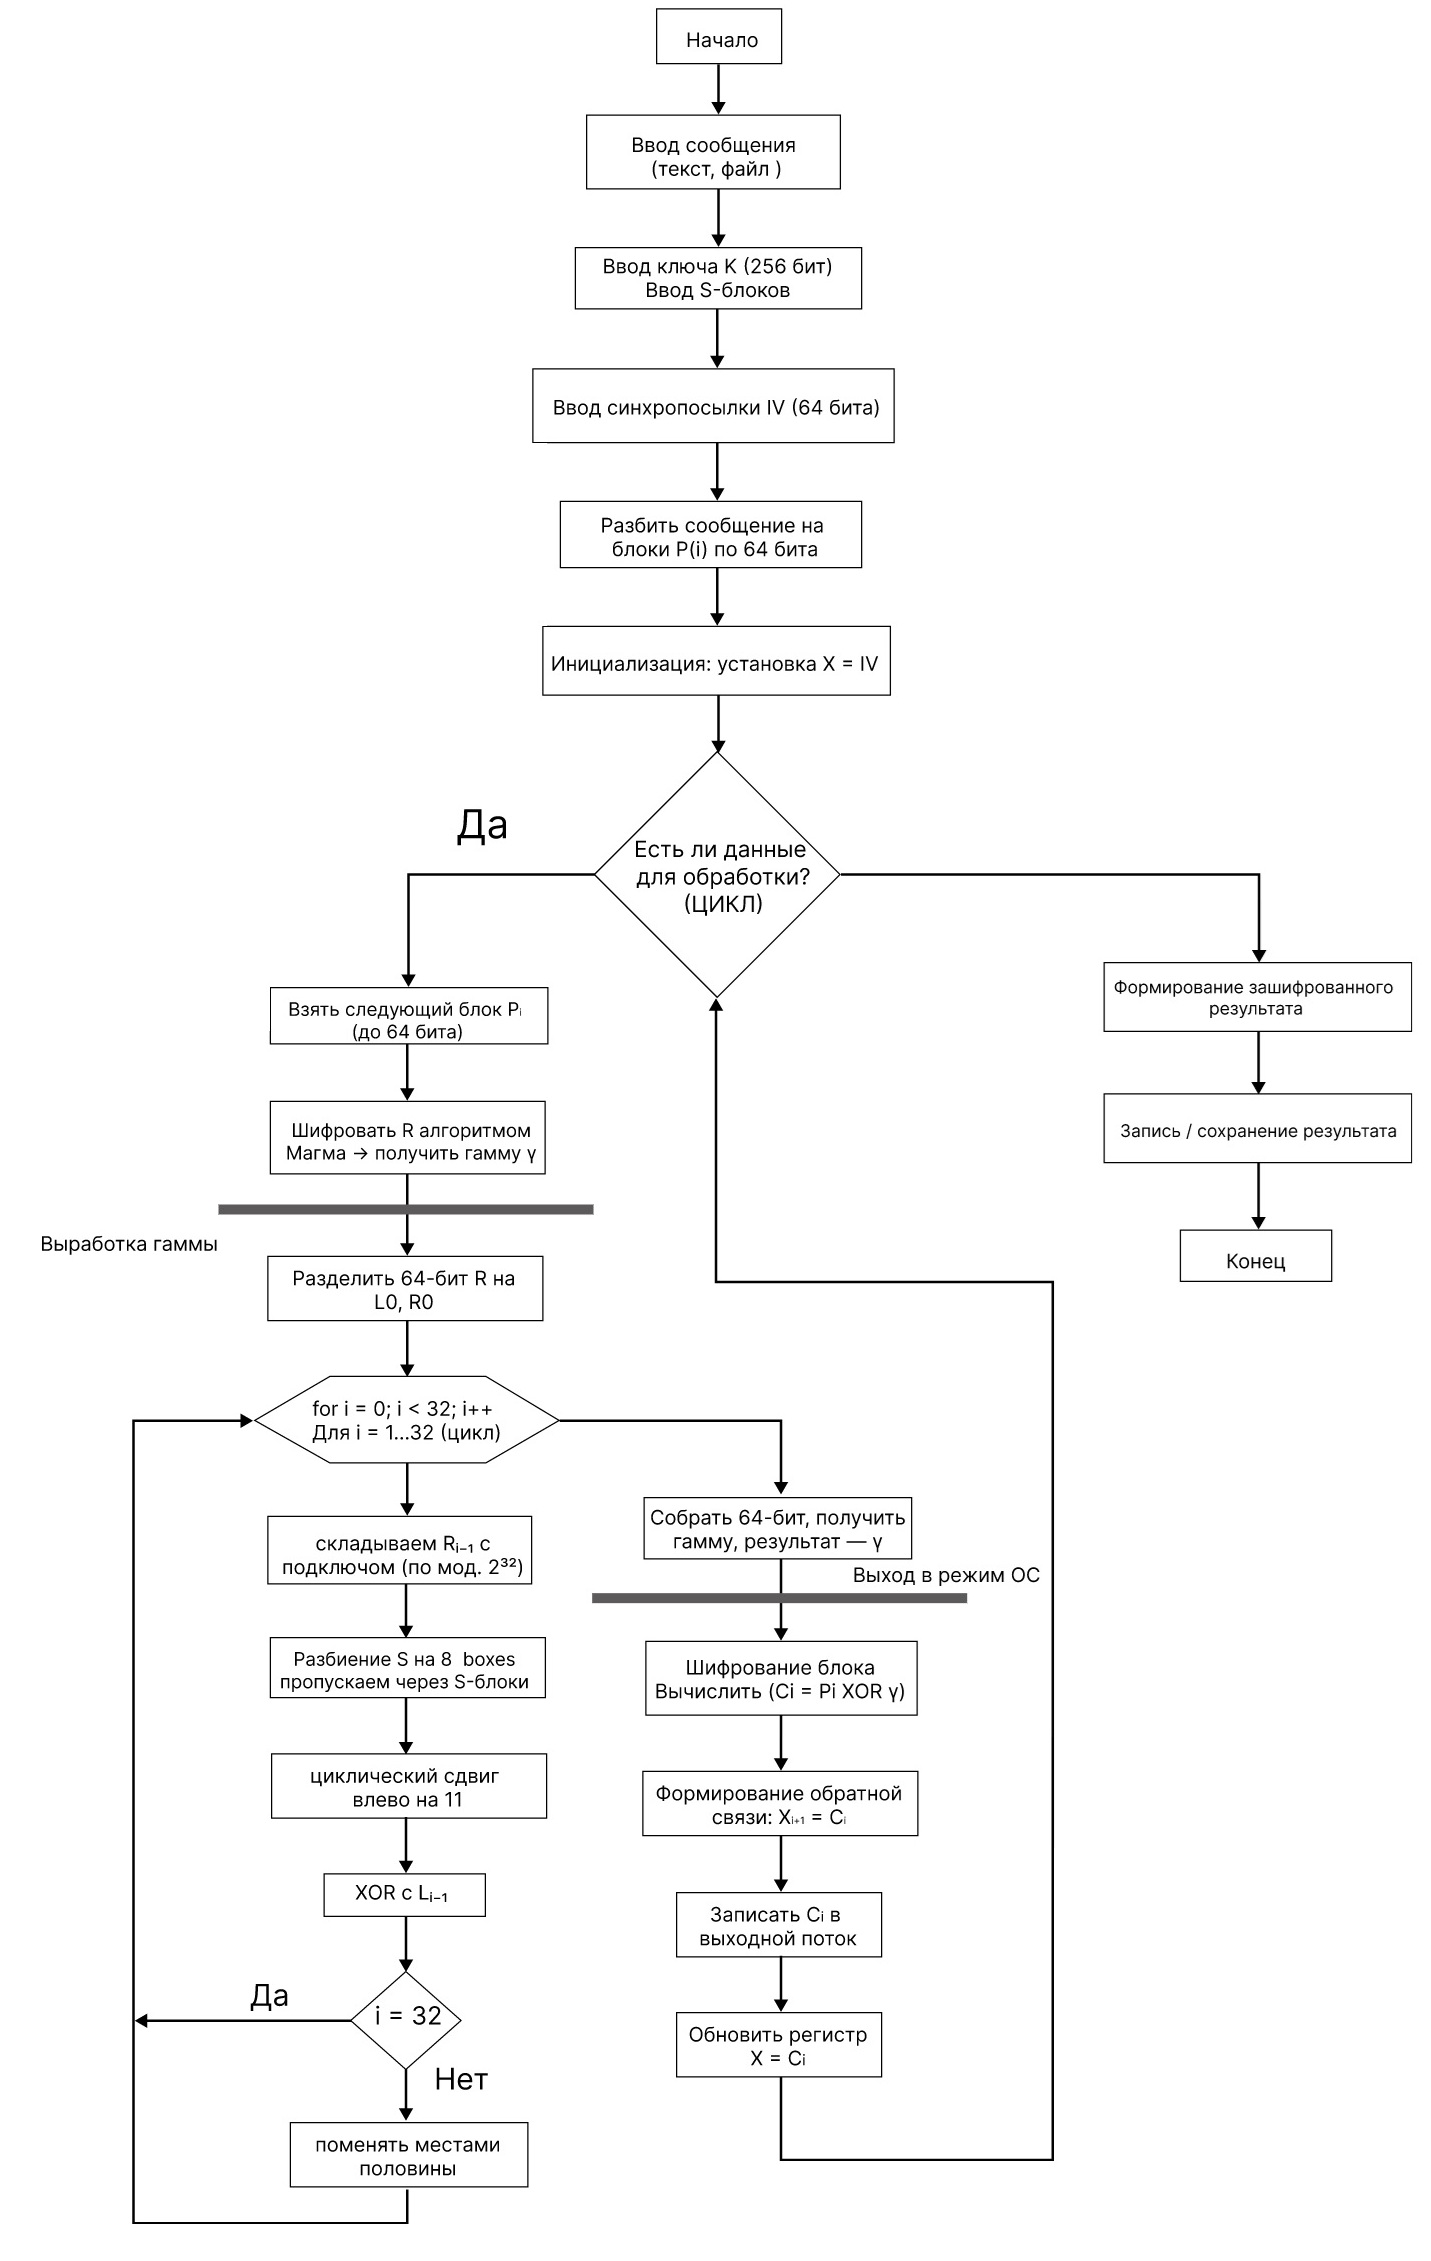 Начало
Ввод сообщения
(текст, файл )
Ввод ключа K (256 бит)
Ввод S-блоков
Ввод синхропосылки IV (64 бита)
Разбить сообщение на
блоки P(i) по 64 бита
Инициализация: установка X = IV
Да
Есть ли данные
для обработки?
(ЦИКЛ)
Взять следующий блок Pᵢ
(до 64 бита)
Шифровать R алгоритмом
Магма → получить гамму γ
Выработка гаммы
Разделить 64-бит R на
L0, R0
for i = 0; i < 32; i++
Для i = 1...32 (цикл)
складываем Rᵢ₋₁ с
подключом (по мод. 2³²)
Разбиение S на 8  boxes
пропускаем через S-блоки
циклический сдвиг
влево на 11
XOR с Lᵢ₋₁
i = 32
Да
Нет
поменять местами
половины
Собрать 64-бит, получить
гамму, результат — γ
Выход в режим ОС
Шифрование блока
Вычислить (Ci = Pi XOR γ)
Формирование обратной
связи: Xᵢ₊₁ = Cᵢ
Записать Cᵢ в
выходной поток
Обновить регистр
X = Cᵢ
Формирование зашифрованного
результата
Запись / сохранение результата
Конец